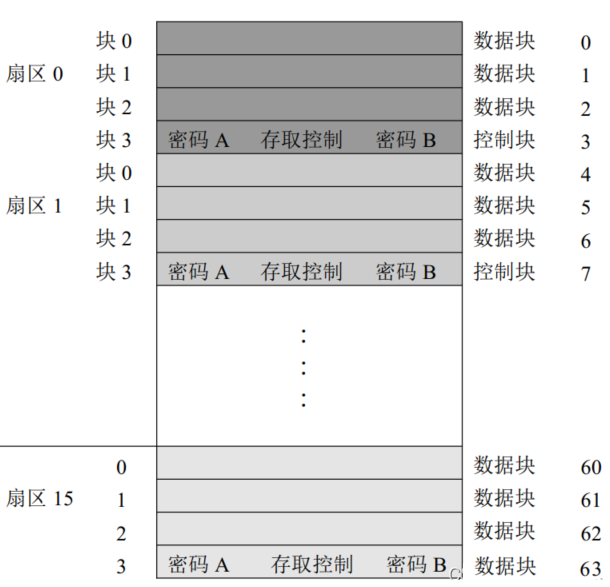 块 0 数据块 0
扇区 0 块 1 数据块 1
块 2 数据块 2
块 3 密码 A 存取控制 密码 B 控制块 3
块 0 数据块 4
扇区 1 块 1 数据块 5
块 2 数据块 6
块 3 密码 A 存取控制 密码 B 控制块 7
0 数据块 60
扇区 15 1 数据块 61
2 数据块 62
3 密码 A 存取控制 密码 B 数据块 63